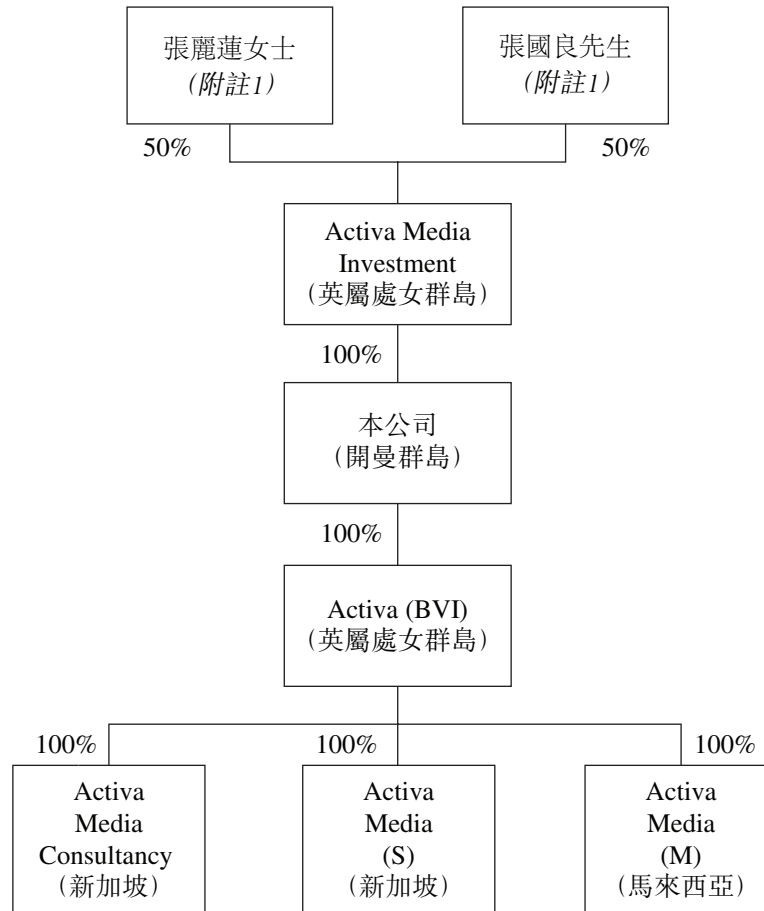 張麗蓮女士
(附註1)
張國良先生
(附註1)
50%
50%
Activa Media
Investment
(英屬處女群島)
100%
本公司
(開曼群島)
100%
Activa (BVI)
(英屬處女群島)
100%
100%
100%
Activa
Media
Consultancy
(新加坡)
Activa
Media
(S)
(新加坡)
Activa
Media
(M)
(馬來西亞)